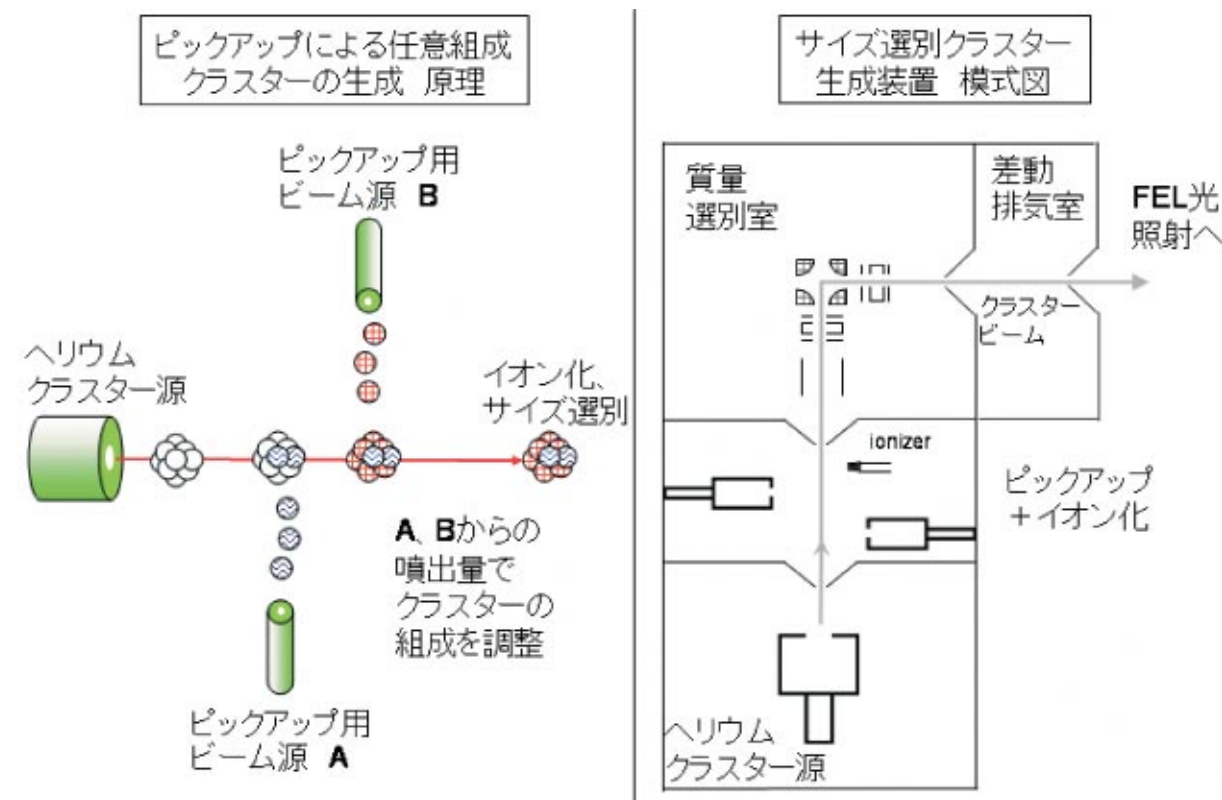 ピックアップによる任意組成
クラスターの生成 原理
ピックアップ用
ビーム源 B
ヘリウム
クラスター源
イオン化、
サイズ選別
A、Bからの
噴出量で
クラスターの
組成を調整
ピックアップ用
ビーム源 A
サイズ選別クラスター
生成装置 模式図
質量
選別室
差動
排気室
FEL光
照射へ
クラスター
ビーム
ionizer
ピックアップ
+イオン化
ヘリウム
クラスター源